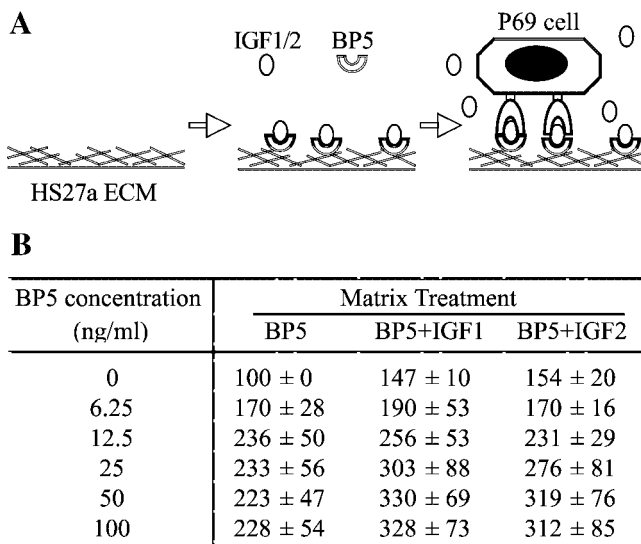 A
IGF1/2 BP5 P69 cell
HS27a ECM
B
BP5 concentration Matrix Treatment
(ng/ml) BP5 BP5+IGF1 BP5+IGF2
0 100 ± 0 147 ± 10 154 ± 20
6.25 170 ± 28 190 ± 53 170 ± 16
12.5 236 ± 50 256 ± 53 231 ± 29
25 233 ± 56 303 ± 88 276 ± 81
50 223 ± 47 330 ± 69 319 ± 76
100 228 ± 54 328 ± 73 312 ± 85